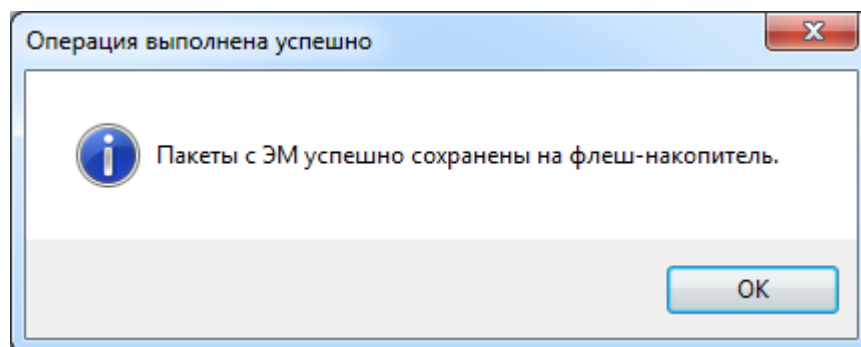 Операция выполнена успешно
Пакеты с ЭМ успешно сохранены на флеш-накопитель.
OK